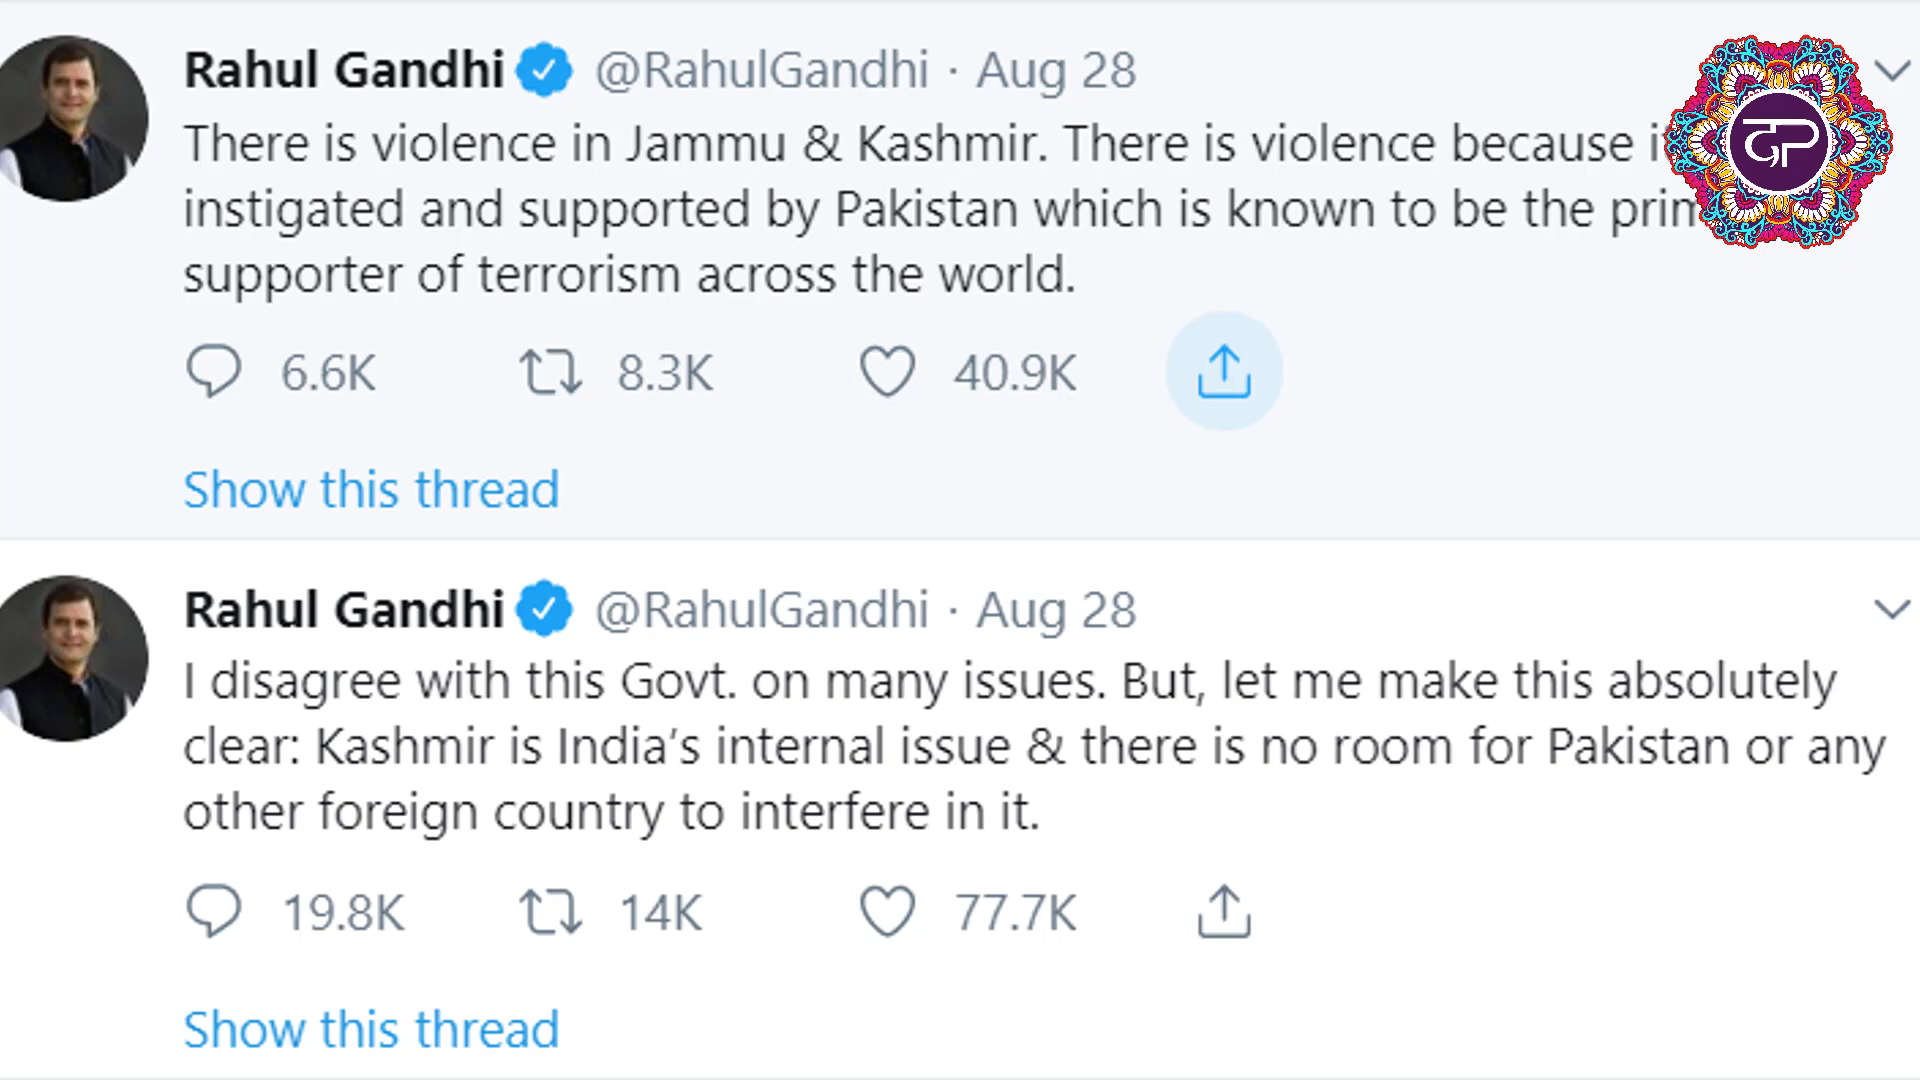 Rahul Gandhi @RahulGandhi · Aug 28
There is violence in Jammu & Kashmir. There is violence because
instigated and supported by Pakistan which is known to be the
supporter of terrorism across the world.
6.6K 8.3K 40.9K
Show this thread
Rahul Gandhi @RahulGandhi · Aug 28
I disagree with this Govt. on many issues. But, let me make this absolutely
clear: Kashmir is India’s internal issue & there is no room for Pakistan or any
other foreign country to interfere in it.
19.8K 14K 77.7K
Show this thread